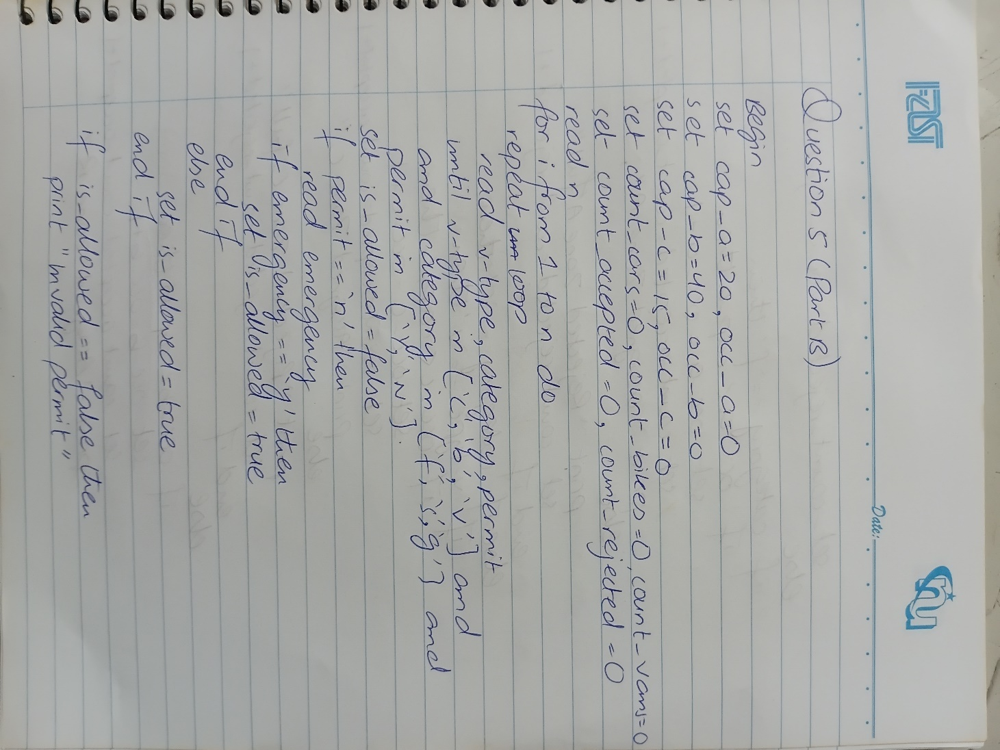 FAST
Date:
nu
Question 5 (Part B)
Begin
set cap_a=20, occ_a=0
set cap_b=40, occ_b=0
set cap_c=15, occ_c=0
set count_cars=0, count_bikes=0, count_vans=0
set count_accepted=0, count_rejected=0
read n
for i from 1 to n do
repeat loop
read v-type, category, permit
until v-type in ['c', 'b', 'v'] and
and category in ['f', 's', 'g'] and
permit in ['Y', 'N'].
set is_allowed = false
if permit == 'n' then
read emergency
if emergency == 'y' then
set is_allowed = true
end if
else
set is_allowed = true
end if
if is_allowed == false then
print "invalid permit"